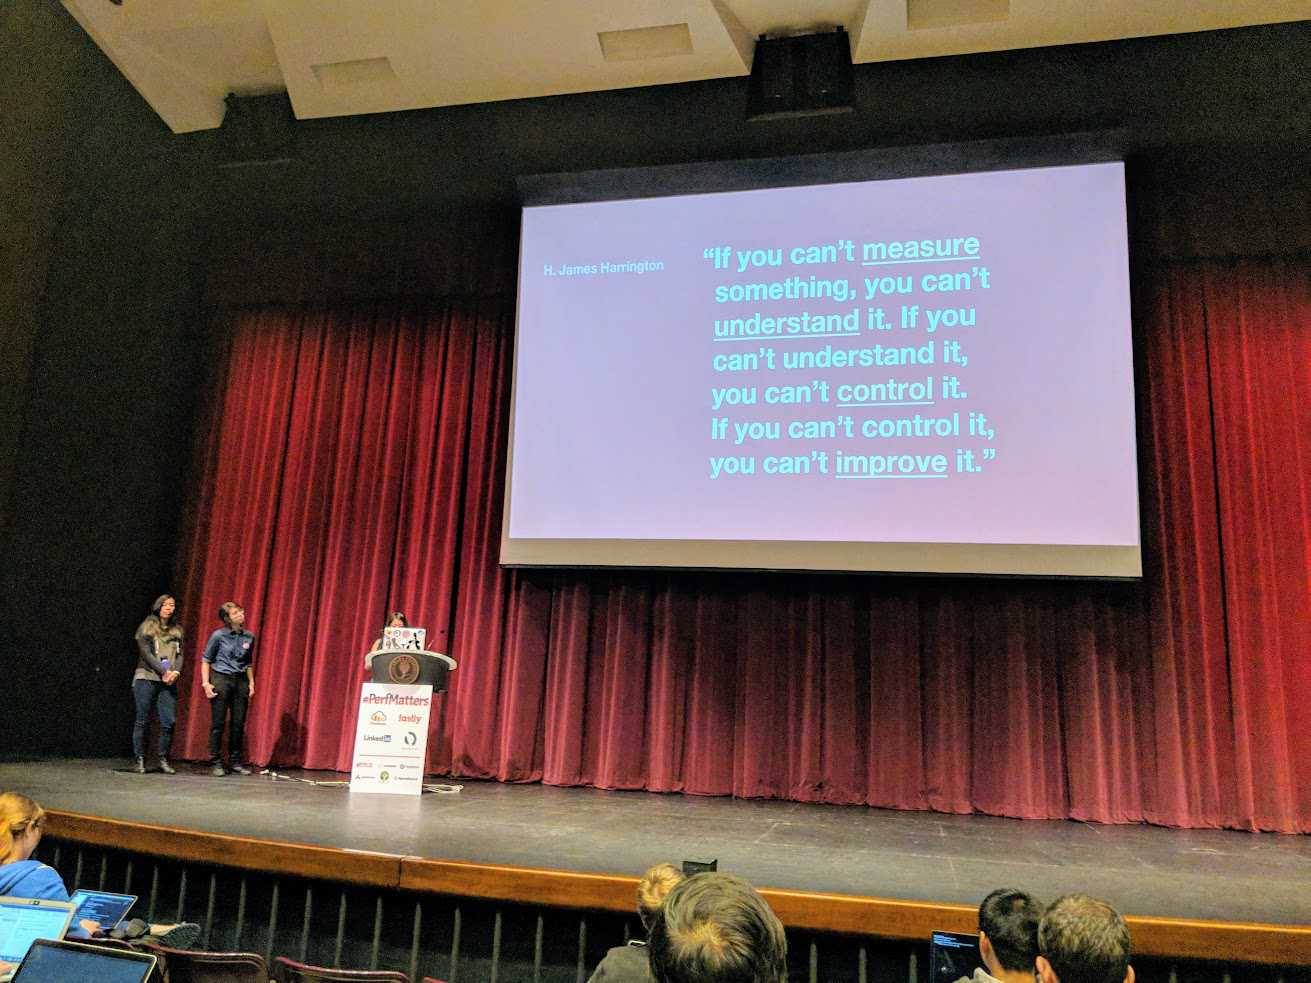 H. James Harrington
“If you can’t measure
something, you can’t
understand it. If you
can’t understand it,
you can’t control it.
If you can’t control it,
you can’t improve it.”
#PerfMatters
fastly
LinkedIn
NETFLIX